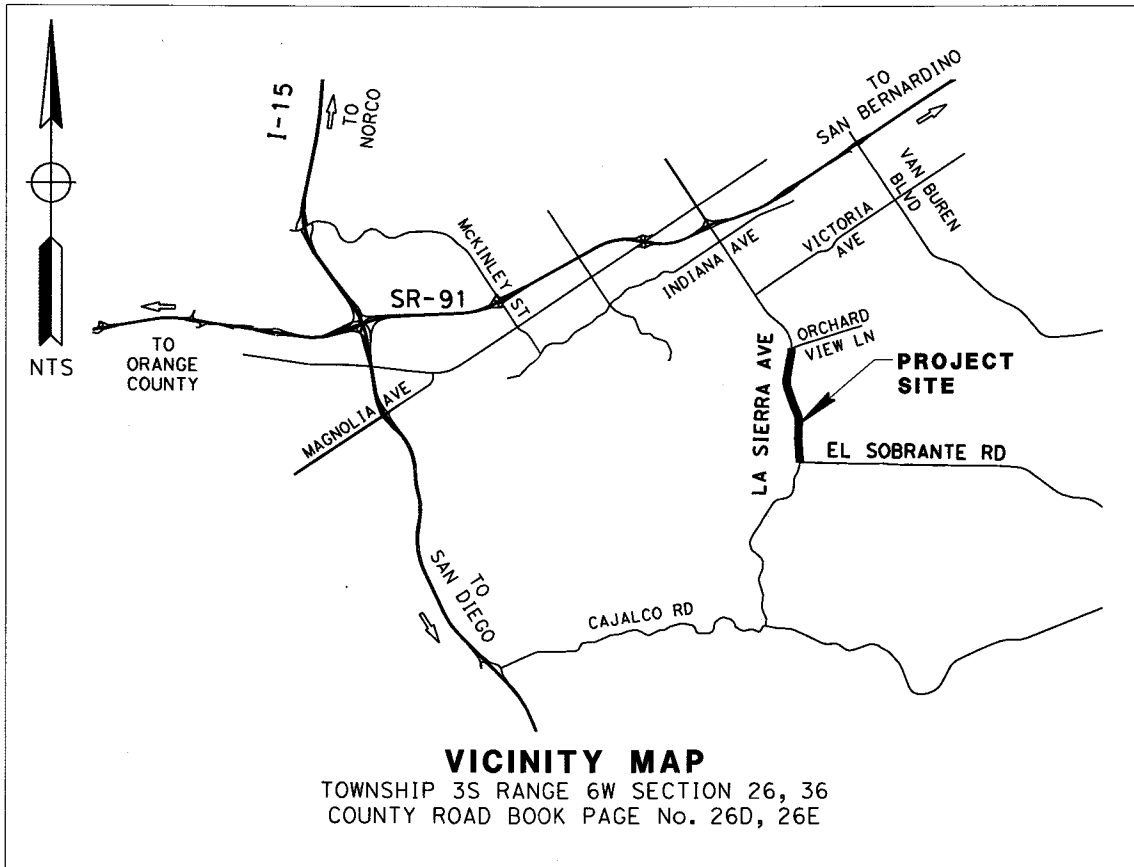 NTS
I-15
TO
NORCO
TO
SAN BERNARDINO
McKINLEY ST
SR-91
INDIANA AVE
VICTORIA
AVE
VAN BUREN
BLVD
TO
ORANGE
COUNTY
MAGNOLIA AVE
ORCHARD
VIEW LN
LA SIERRA AVE
PROJECT
SITE
EL SOBRANTE RD
TO
SAN DIEGO
CAJALCO RD
VICINITY MAP
TOWNSHIP 3S RANGE 6W SECTION 26, 36
COUNTY ROAD BOOK PAGE No. 26D, 26E